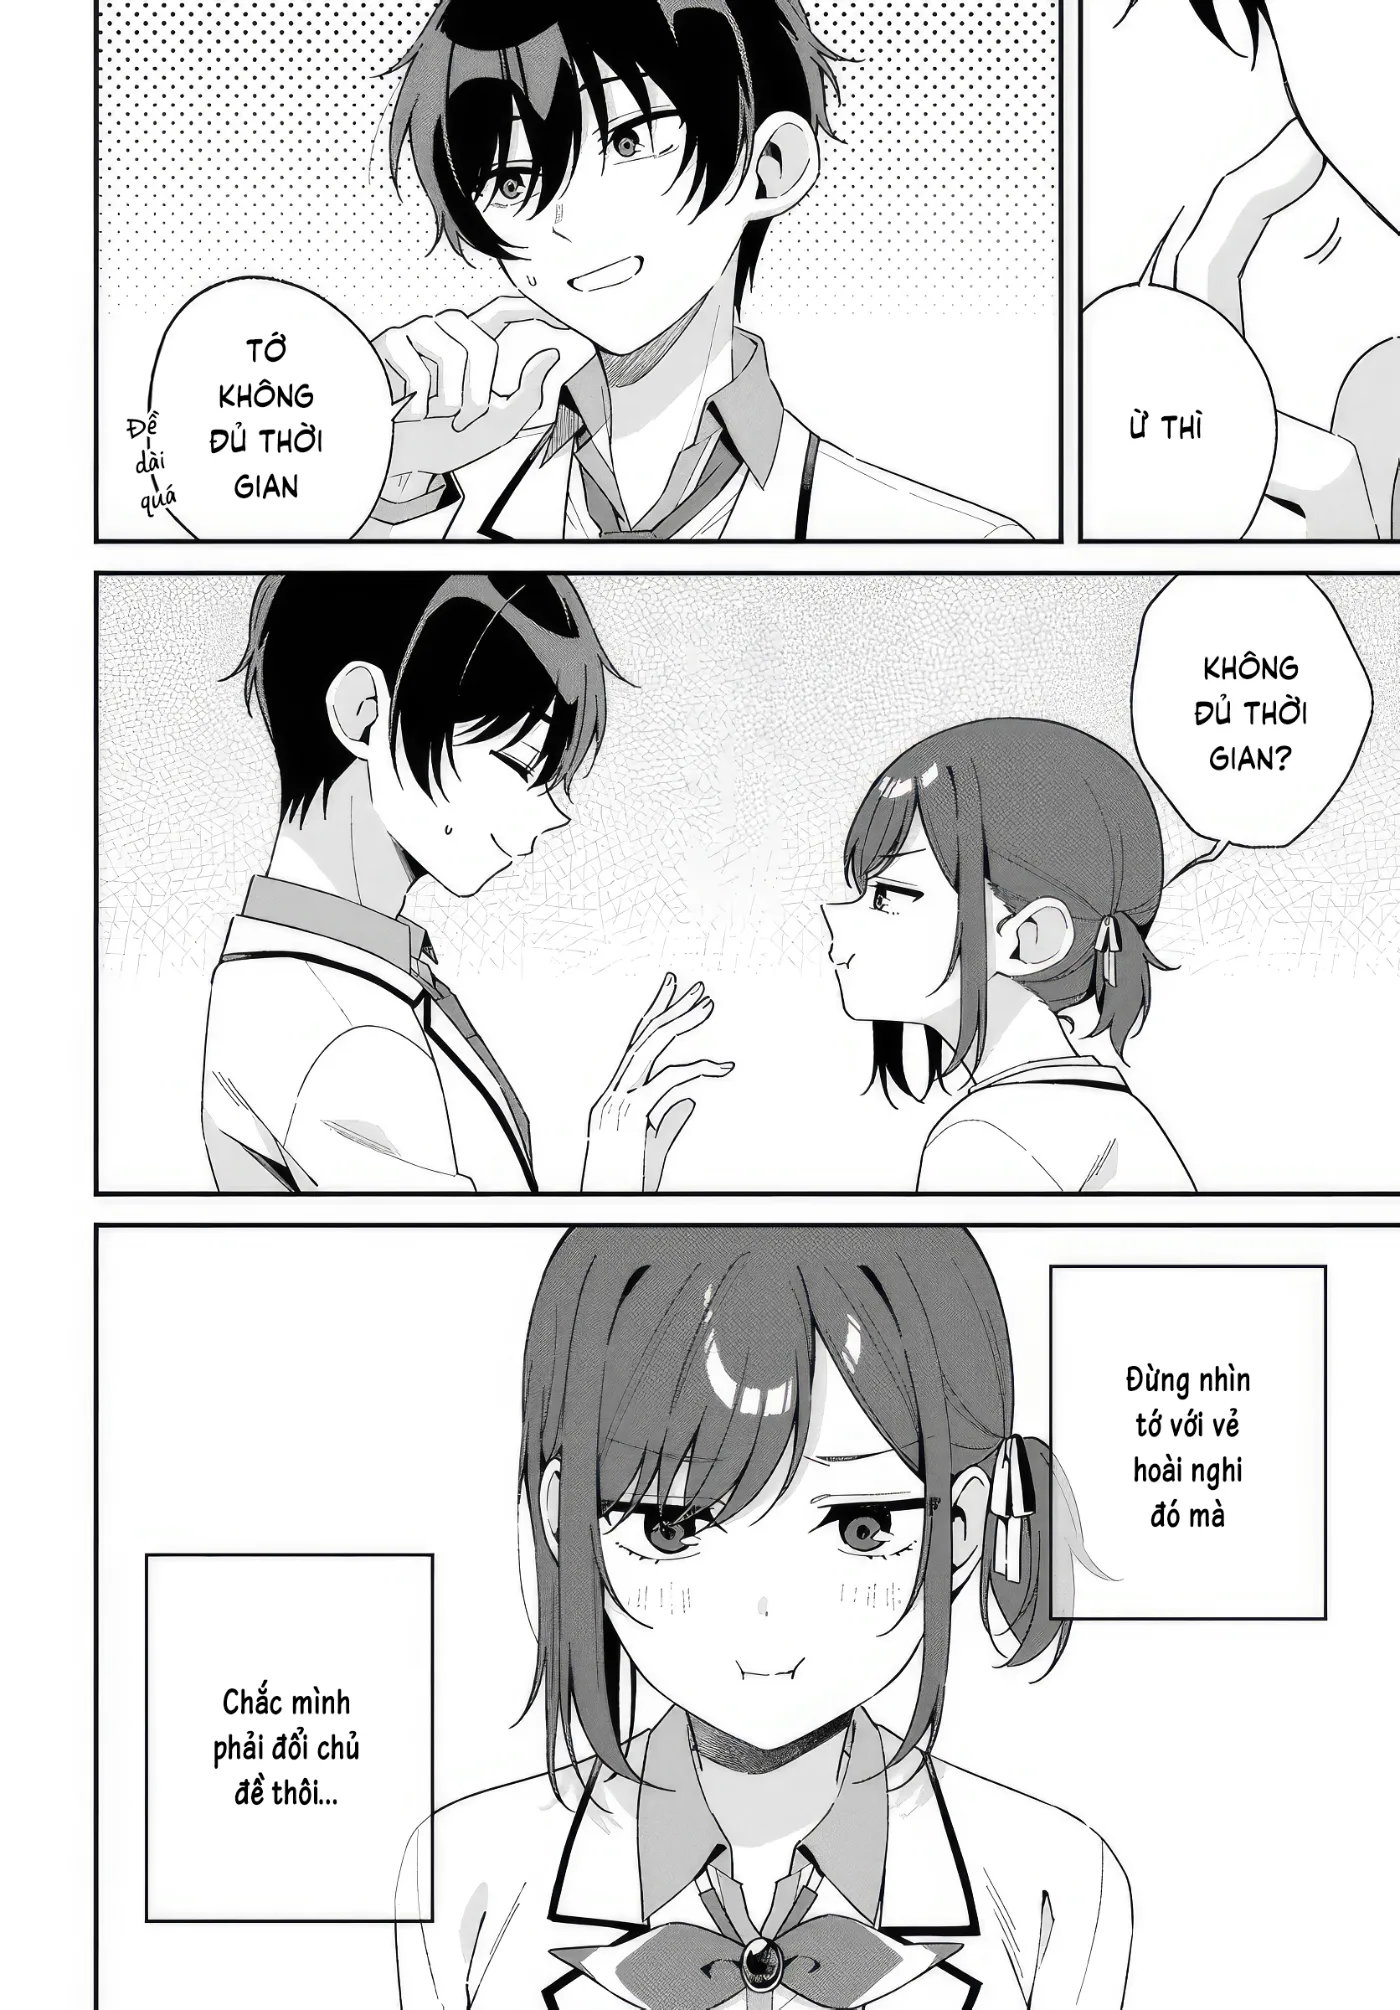 Ừ THÌ
TỚ
KHÔNG
ĐỦ THỜI
GIAN
Đề
dài
quá
KHÔNG
ĐỦ THỜI
GIAN?
Đừng nhìn
tớ với vẻ
hoài nghi
đó mà
Chắc mình
phải đổi chủ
đề thôi...